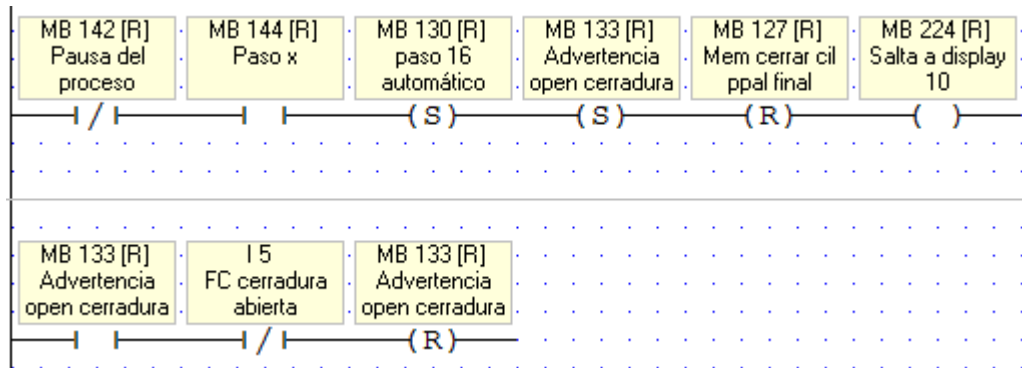 MB 142 [R] MB 144 [R] MB 130 [R] MB 133 [R] MB 127 [R] MB 224 [R]
Pausa del Paso x paso 16 Advertencia Mem cerrar cil Salta a display
proceso automático open cerradura ppal final 10
(S) (S) (R) ( )
MB 133 [R] I 5 MB 133 [R]
Advertencia FC cerradura Advertencia
open cerradura abierta open cerradura
(R)